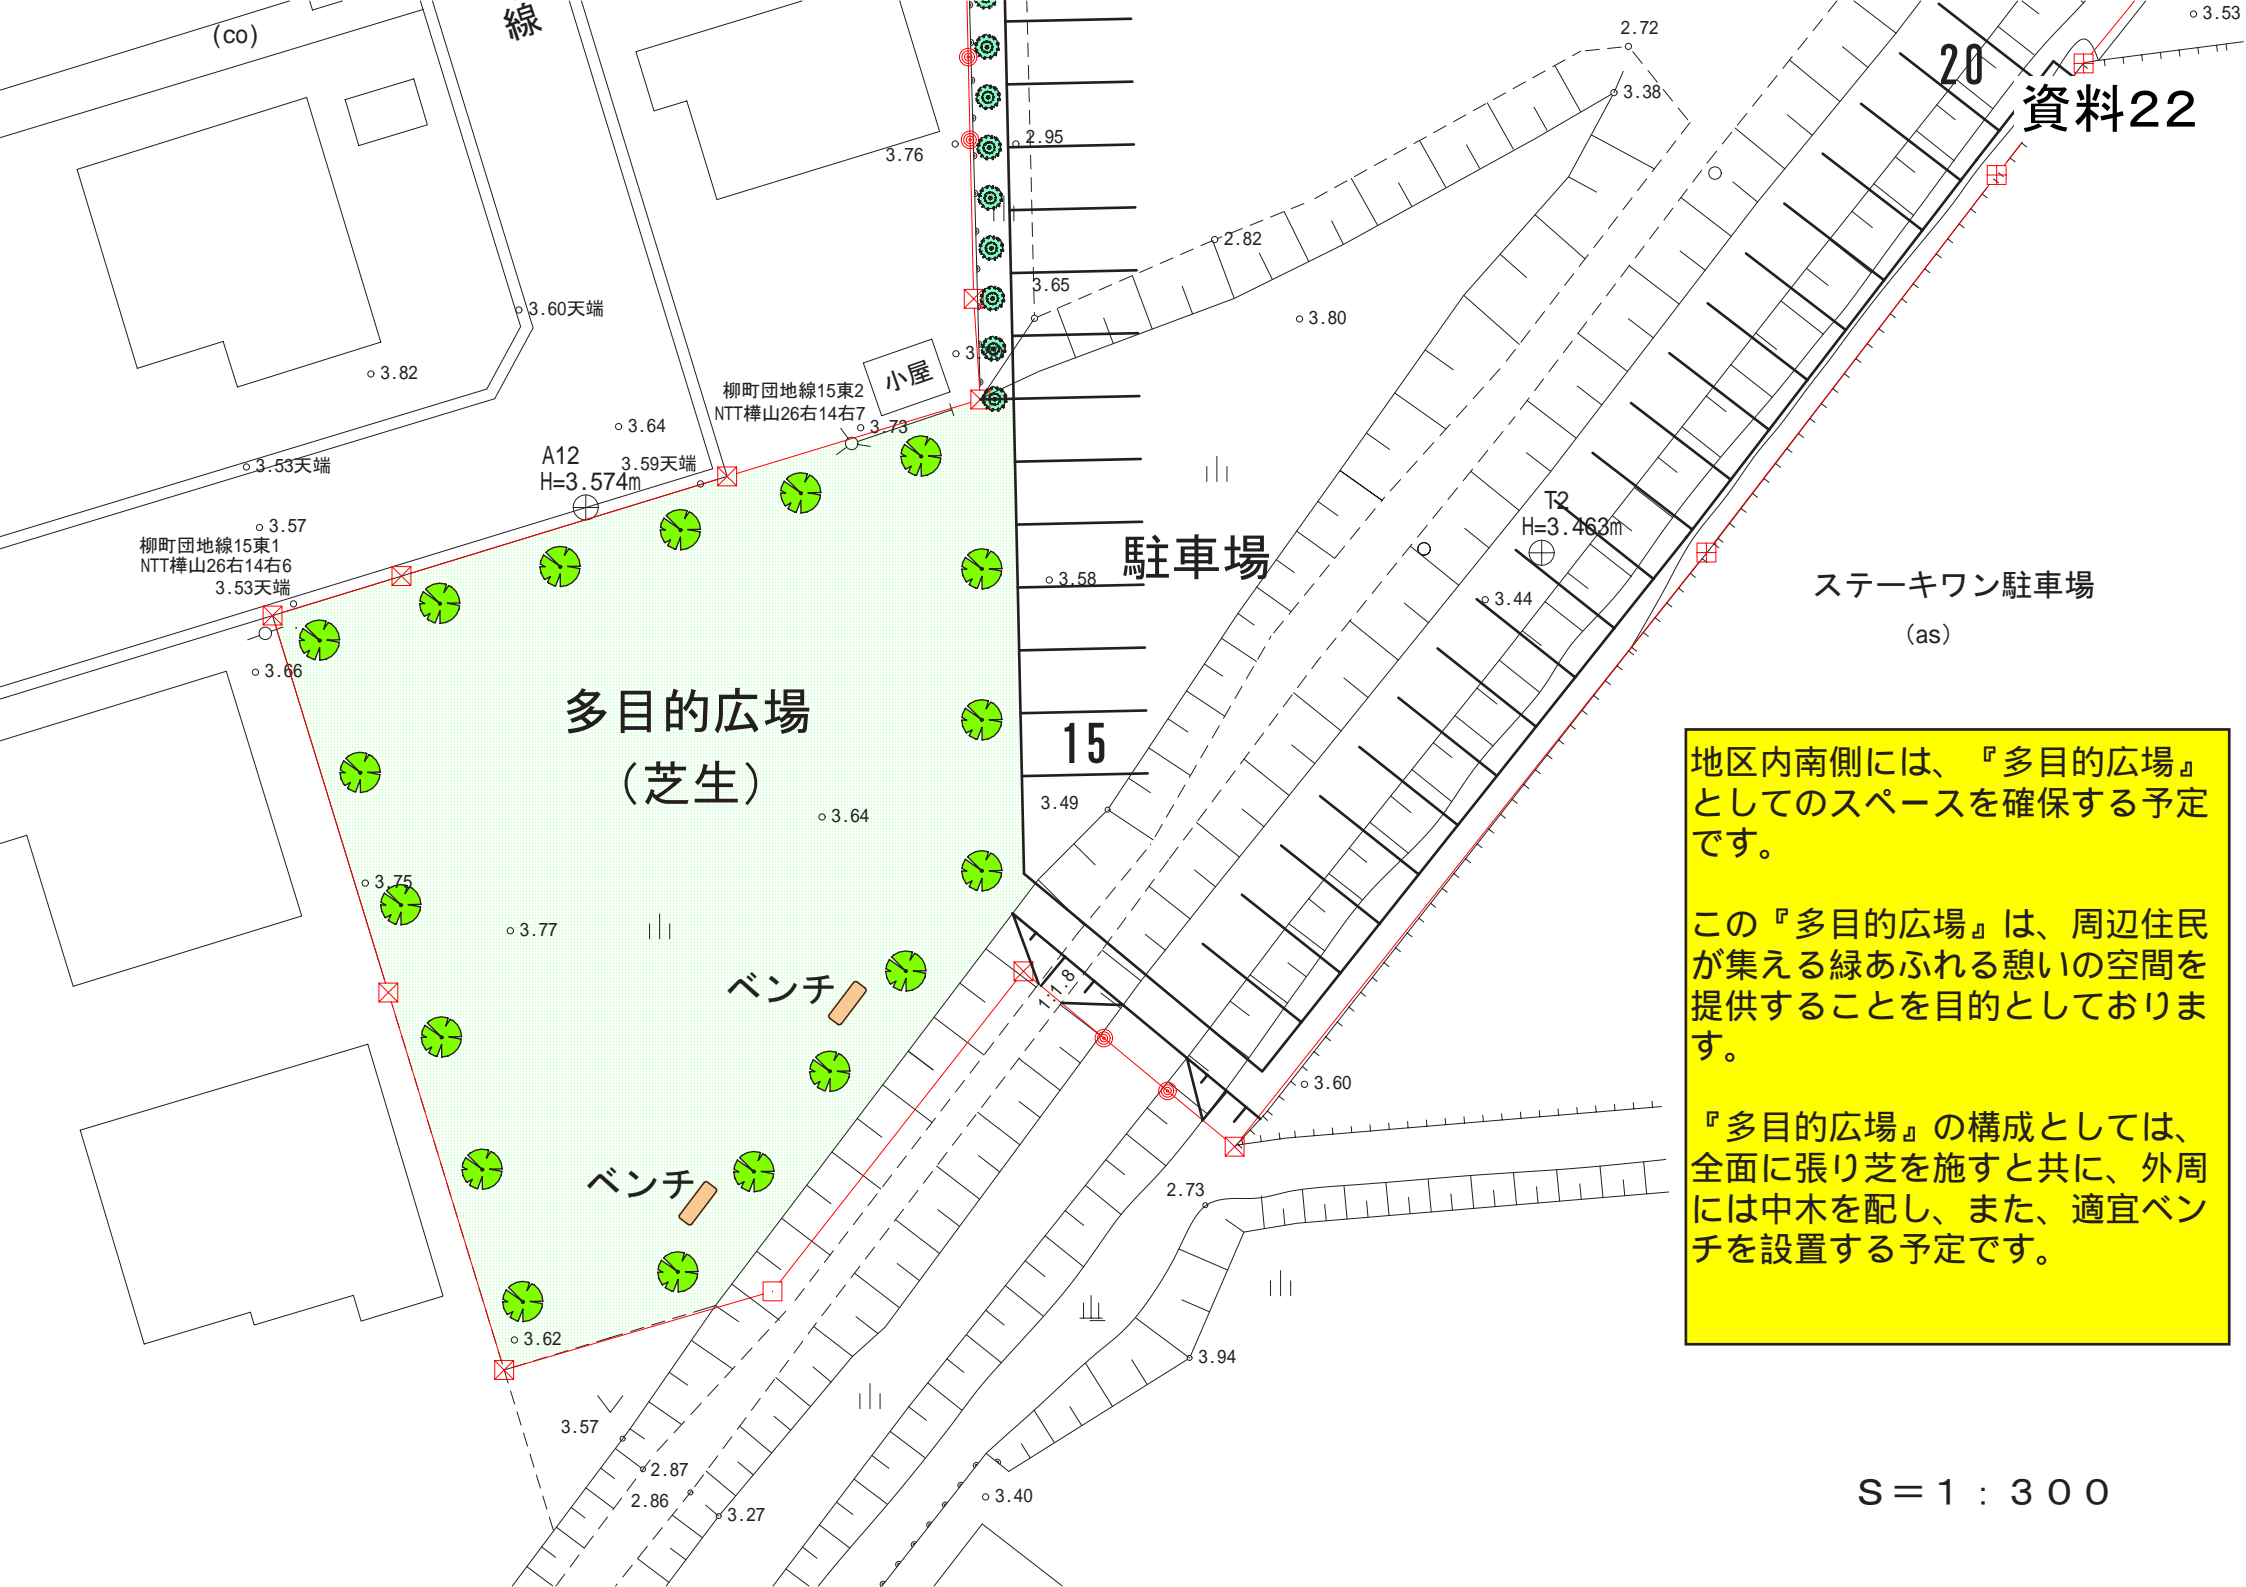 (co)
線
2.72
3.53
20
資料22
3.38
3.76
2.95
2.82
3.65
3.60天端
3.80
3.82
小屋
柳町団地線15東2
NTT樺山26右14右7
3.73
3.64
A12
H=3.574m
3.59天端
3.53天端
3.57
柳町団地線15東1
NTT樺山26右14右6
3.53天端
T2
H=3.463m
駐車場
3.58
3.44
ステーキワン駐車場
(as)
3.66
多目的広場
(芝生)
15
3.49
3.64
3.75
3.77
ベンチ
1:1.8
3.60
ベンチ
2.73
3.62
3.94
3.57
2.87
2.86
3.27
3.40
地区内南側には、『多目的広場』
としてのスペースを確保する予定
です。
この『多目的広場』は、周辺住民
が集える緑あふれる憩いの空間を
提供することを目的としておりま
す。
『多目的広場』の構成としては、
全面に張り芝を施すと共に、外周
には中木を配し、また、適宜ベン
チを設置する予定です。
S＝1：300